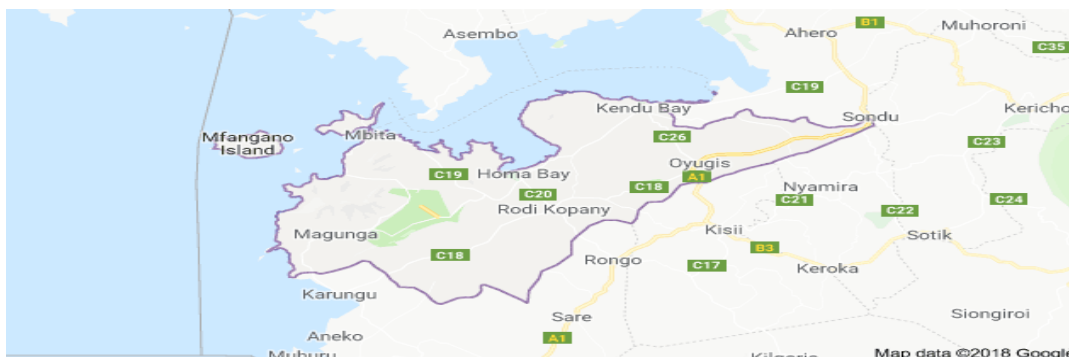 B1
Muhoroni
Asembo
Ahero
C35
C19
Kendu Bay
Sondu
Kericho
Mfangano
Island
Mbita
C26
C23
Oyugis
C19
Homa Bay
A1
C18
Nyamira
C20
C21
C24
Rodi Kopany
C22
Magunga
Kisii
Sotik
B3
C18
Rongo
C17
Keroka
Karungu
Sare
Siongiroi
Aneko
A1
Muhuru
Kilgoris
Map data ©2018 Google